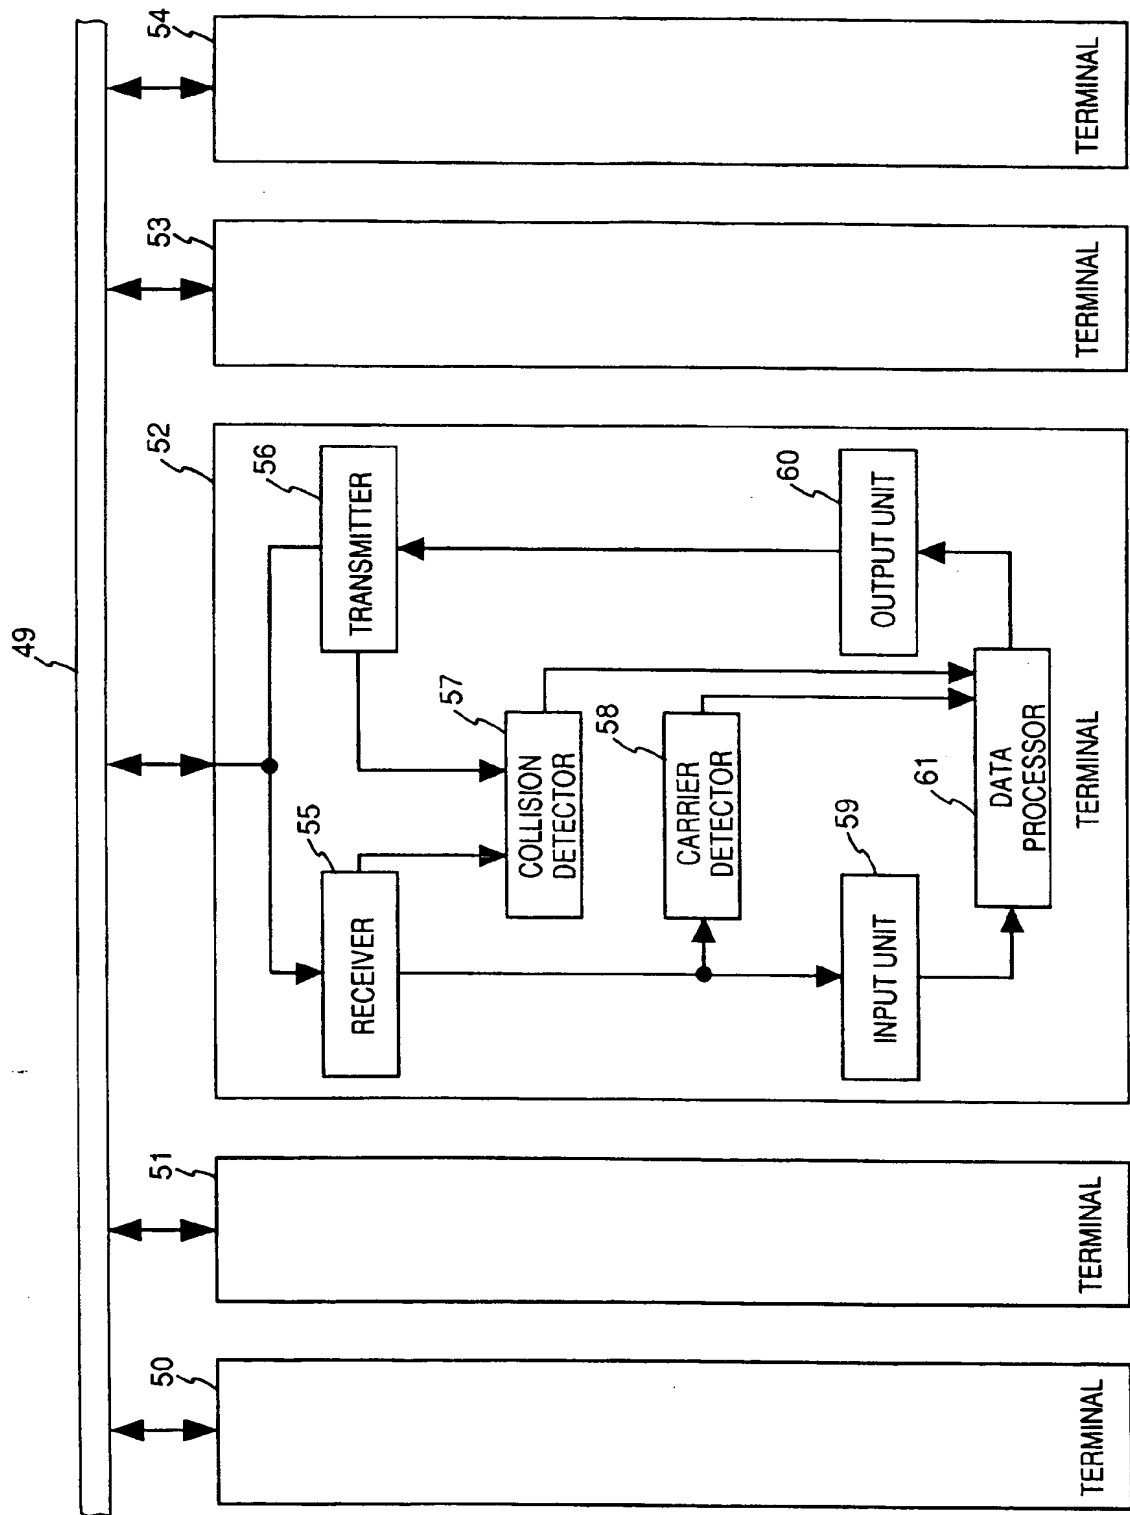 49
50
51
52
53
54
55
RECEIVER
56
TRANSMITTER
57
COLLISION
DETECTOR
58
CARRIER
DETECTOR
59
INPUT UNIT
60
OUTPUT UNIT
61
DATA
PROCESSOR
TERMINAL
TERMINAL
TERMINAL
TERMINAL
TERMINAL